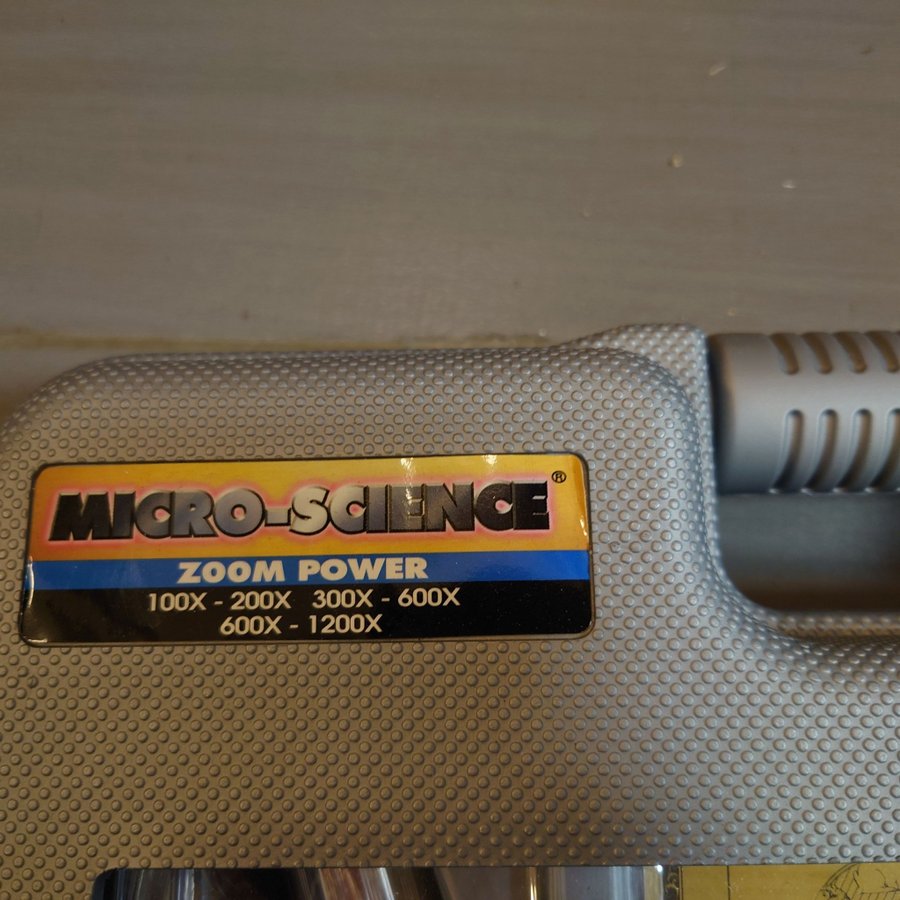 MICRO-SCIENCE®
ZOOM POWER
100X - 200X 300X - 600X
600X - 1200X